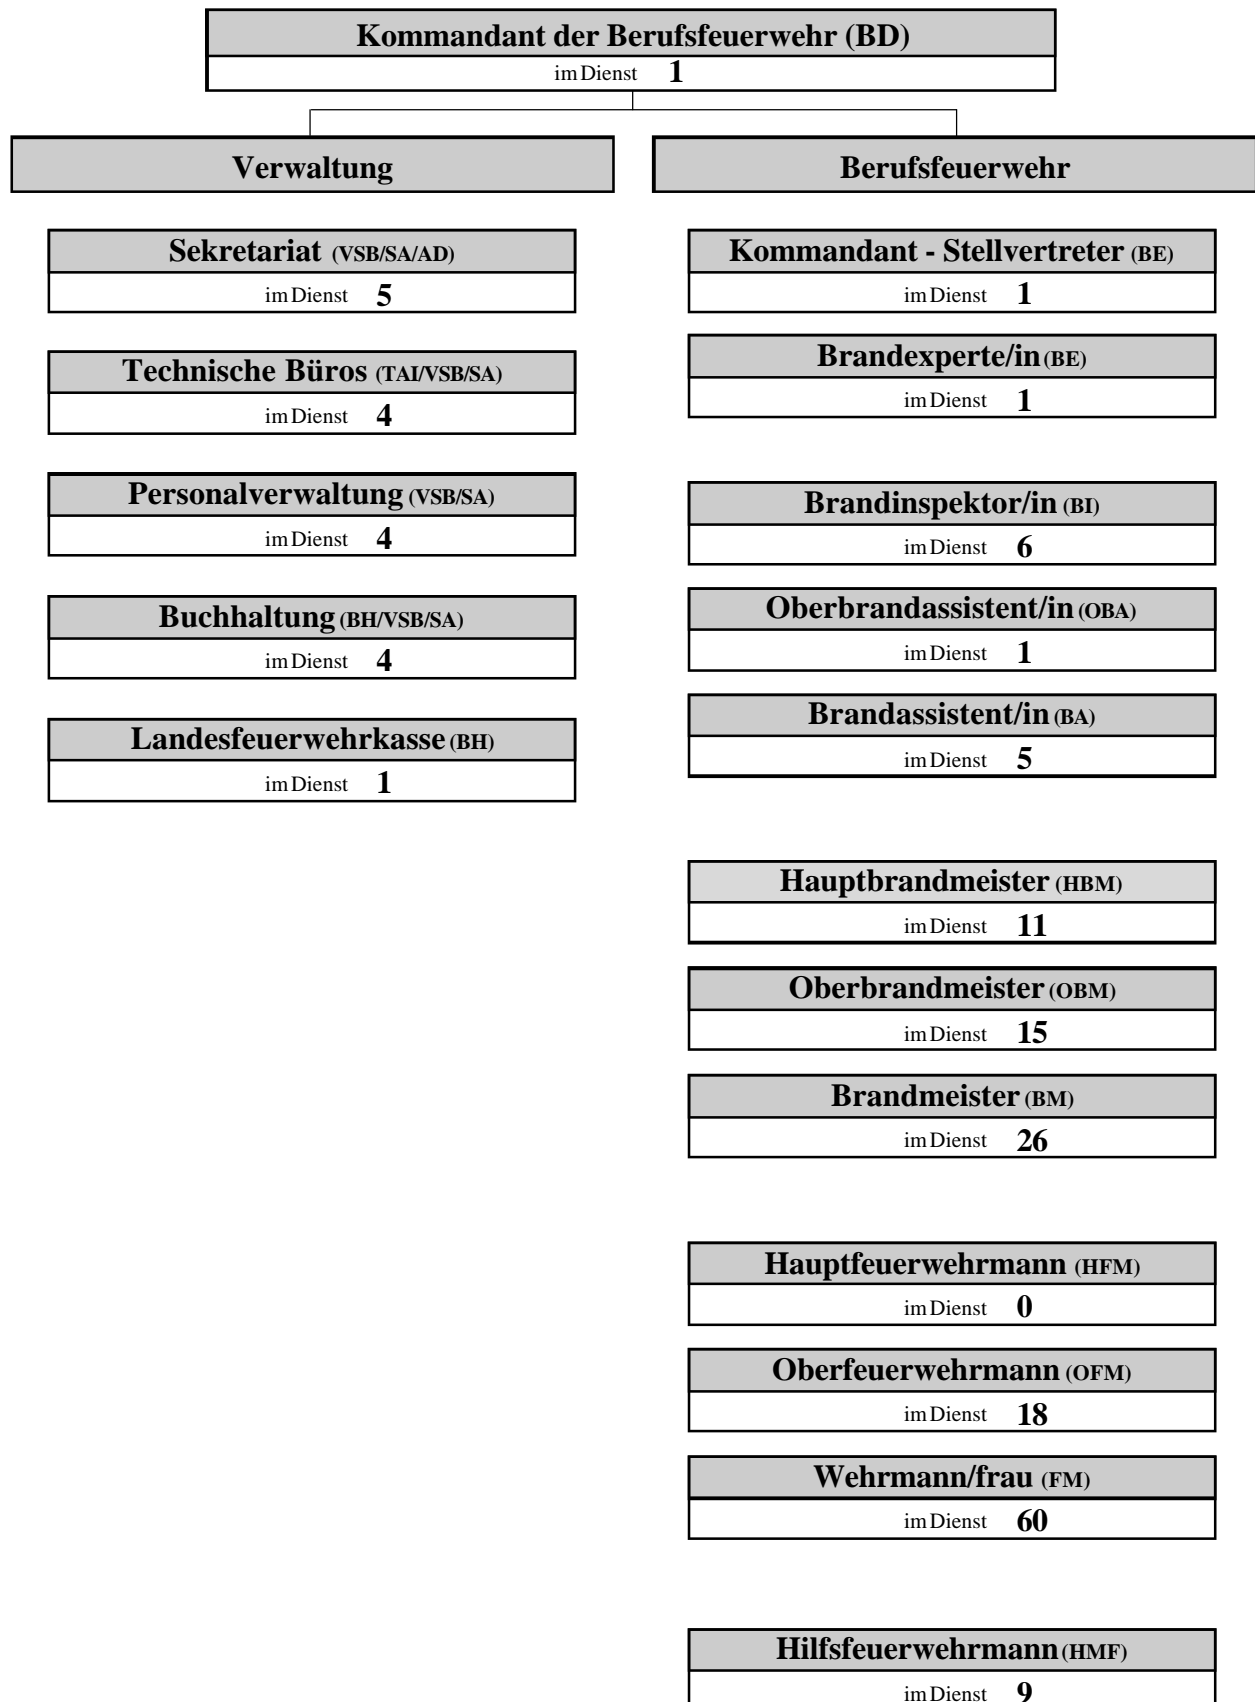 Kommandant der Berufsfeuerwehr (BD)
im Dienst 1
Verwaltung
Sekretariat (VSB/SA/AD)
im Dienst 5
Technische Büros (TAI/VSB/SA)
im Dienst 4
Personalverwaltung (VSB/SA)
im Dienst 4
Buchhaltung (BH/VSB/SA)
im Dienst 4
Landesfeuerwehrkasse (BH)
im Dienst 1
Berufsfeuerwehr
Kommandant - Stellvertreter (BE)
im Dienst 1
Brandexperte/in (BE)
im Dienst 1
Brandinspektor/in (BI)
im Dienst 6
Oberbrandassistent/in (OBA)
im Dienst 1
Brandassistent/in (BA)
im Dienst 5
Hauptbrandmeister (HBM)
im Dienst 11
Oberbrandmeister (OBM)
im Dienst 15
Brandmeister (BM)
im Dienst 26
Hauptfeuerwehrmann (HFM)
im Dienst 0
Oberfeuerwehrmann (OFM)
im Dienst 18
Wehrmann/frau (FM)
im Dienst 60
Hilfsfeuerwehrmann (HMF)
im Dienst 9